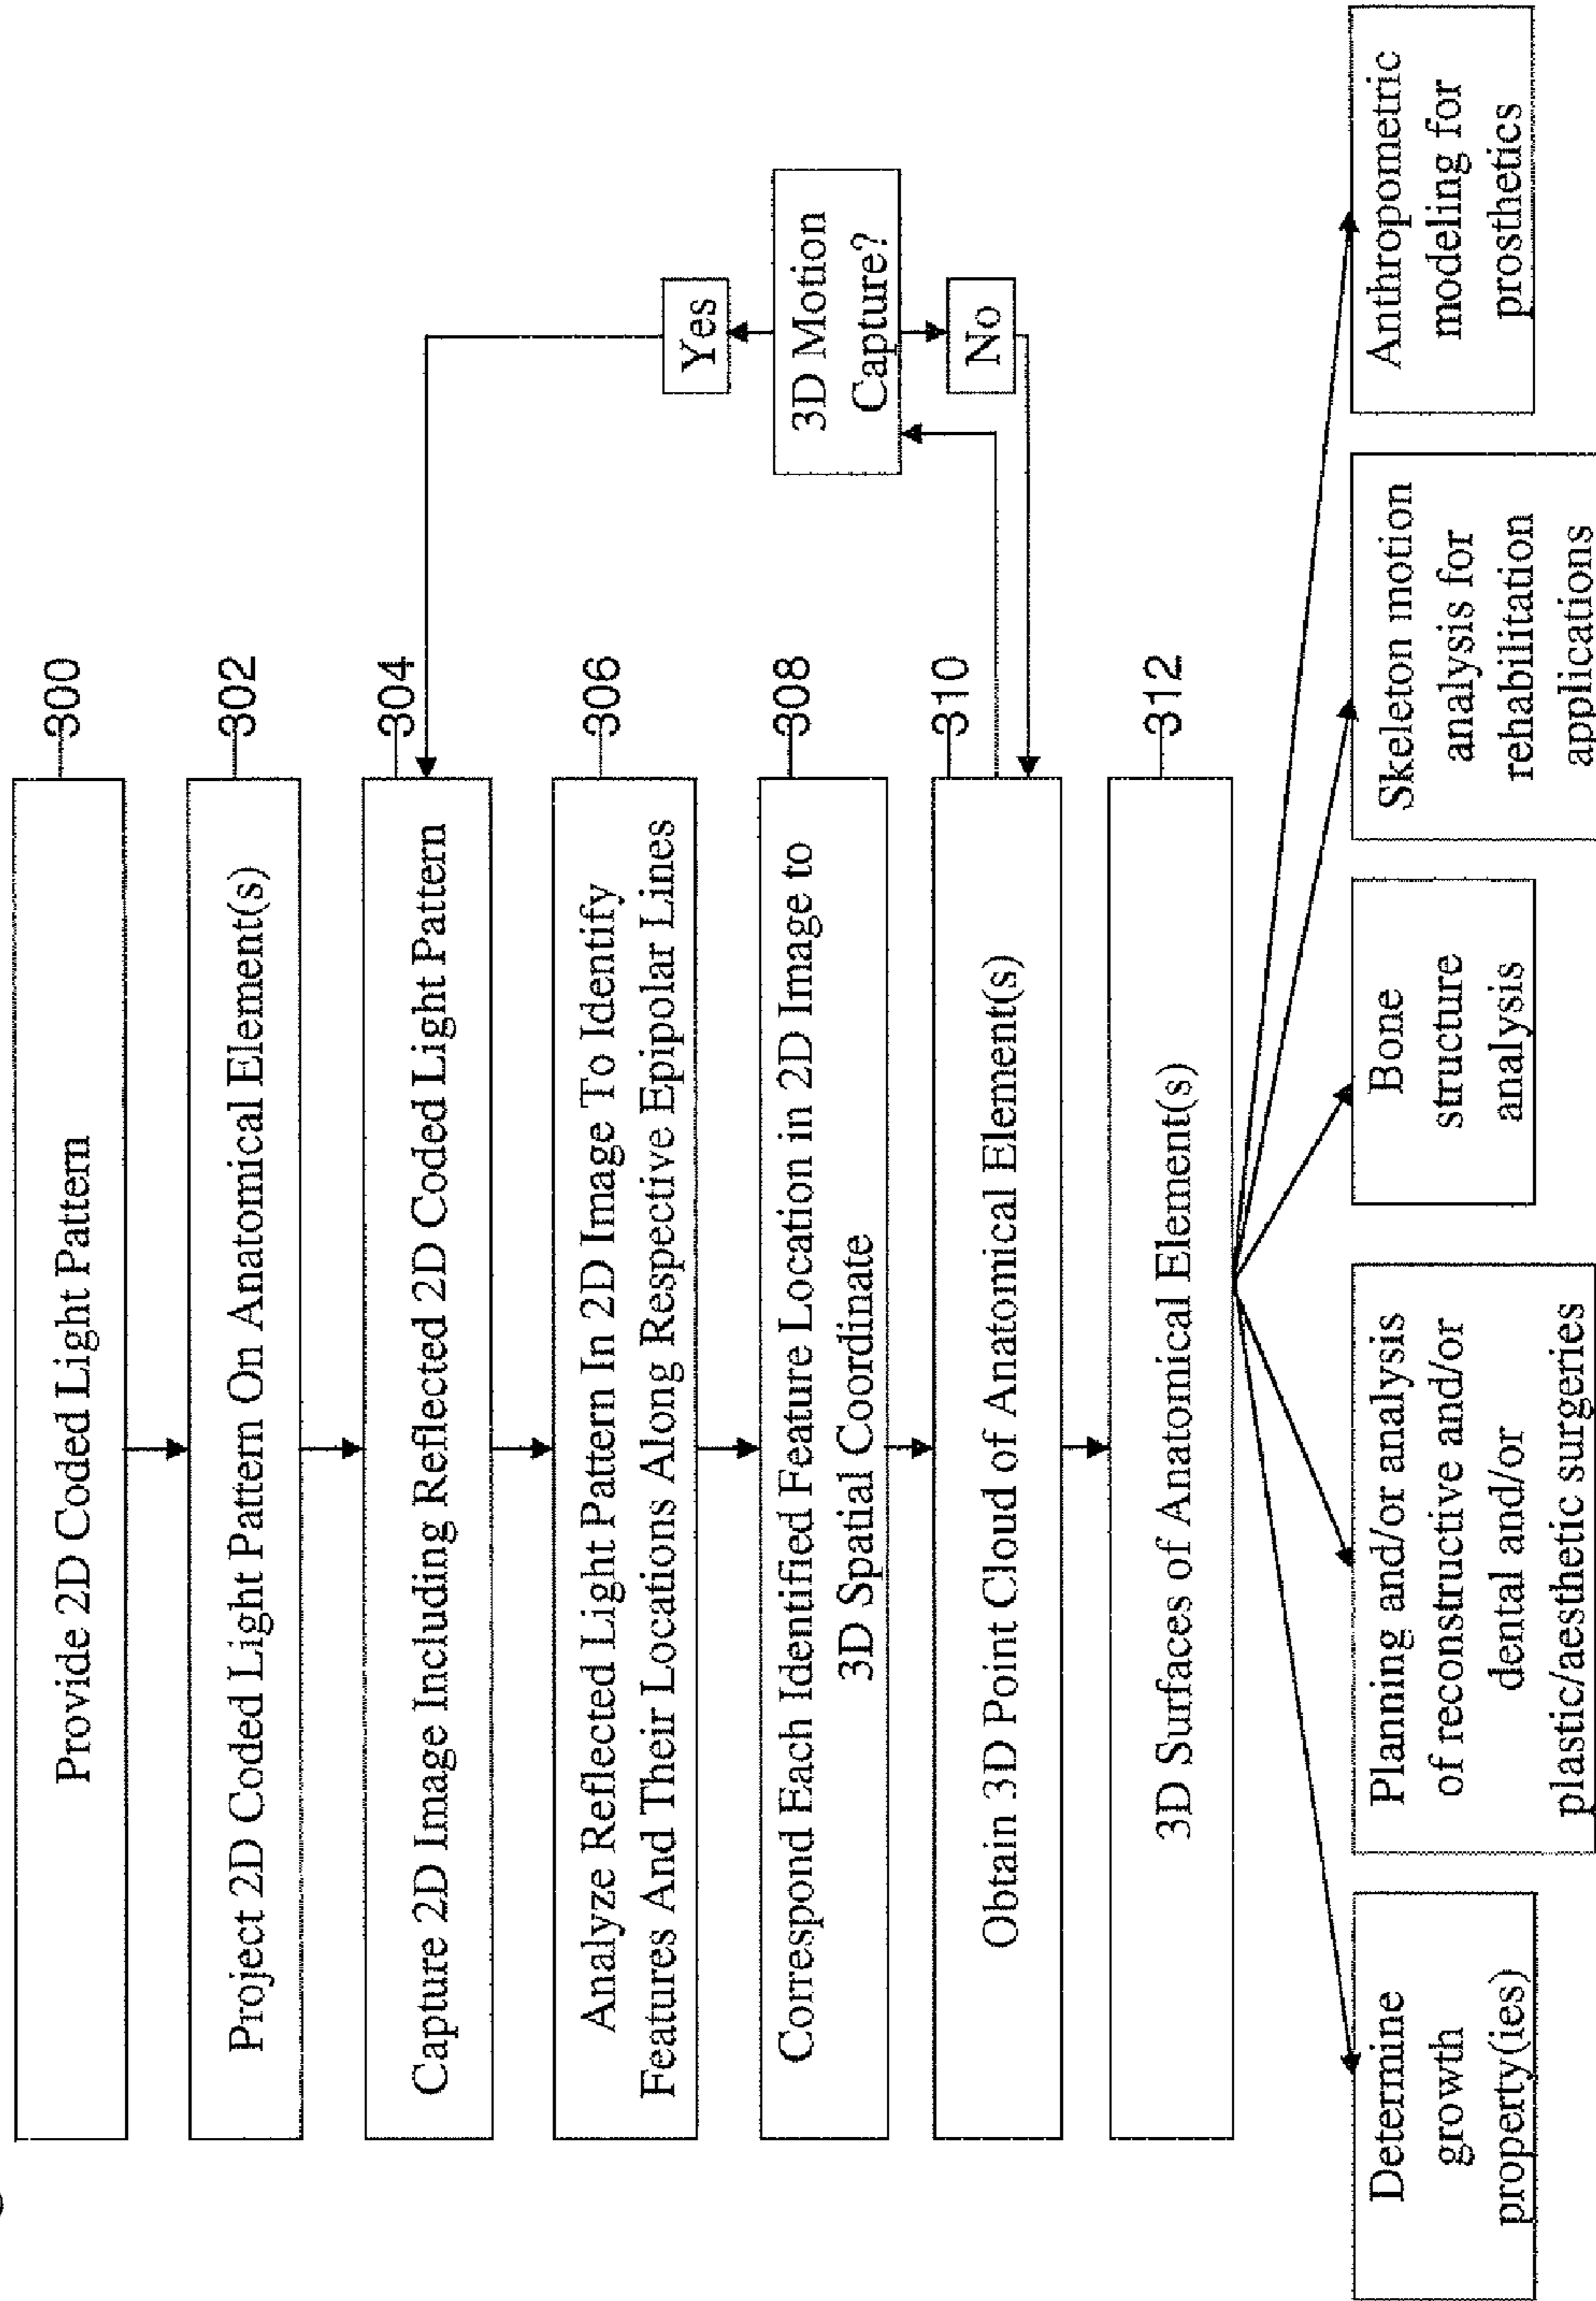 Provide 2D Coded Light Pattern
300
Project 2D Coded Light Pattern On Anatomical Element(s)
302
Capture 2D Image Including Reflected 2D Coded Light Pattern
304
Analyze Reflected Light Pattern In 2D Image To Identify
Features And Their Locations Along Respective Epipolar Lines
306
Correspond Each Identified Feature Location in 2D Image to
3D Spatial Coordinate
308
Obtain 3D Point Cloud of Anatomical Element(s)
310
3D Surfaces of Anatomical Element(s)
312
Yes
3D Motion
Capture?
No
Determine
growth
property(ies)
Planning and/or analysis
of reconstructive and/or
dental and/or
plastic/aesthetic surgeries
Bone
structure
analysis
Skeleton motion
analysis for
rehabilitation
applications
Anthropometric
modeling for
prosthetics